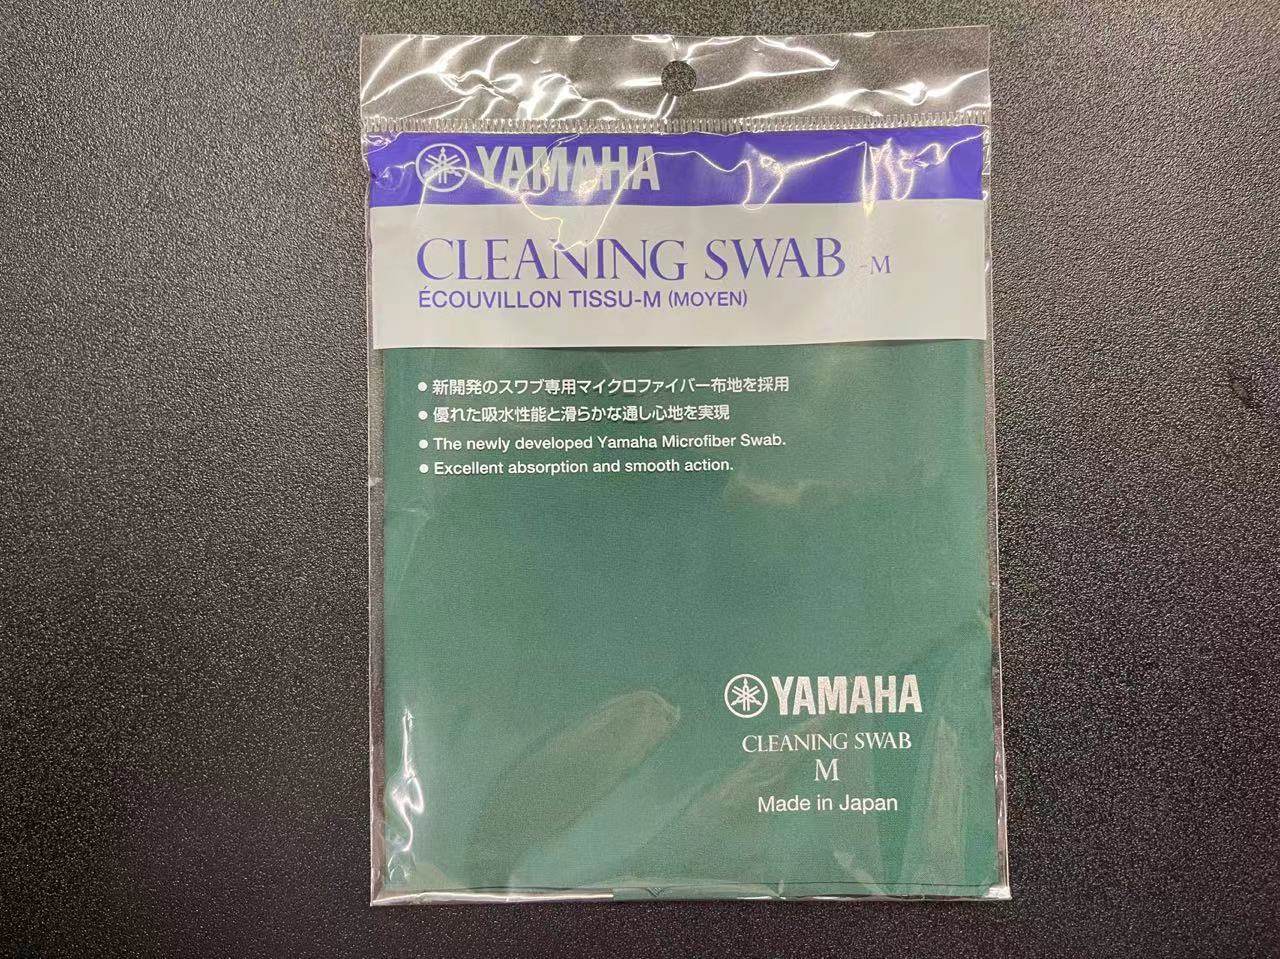 YAMAHA
CLEANING SWAB -M
ÉCOUVILLON TISSU-M (MOYEN)
● 新開発のスワブ専用マイクロファイバー布地を採用
● 優れた吸水性能と滑らかな通し心地を実現
● The newly developed Yamaha Microfiber Swab.
● Excellent absorption and smooth action.
YAMAHA
CLEANING SWAB
M
Made in Japan